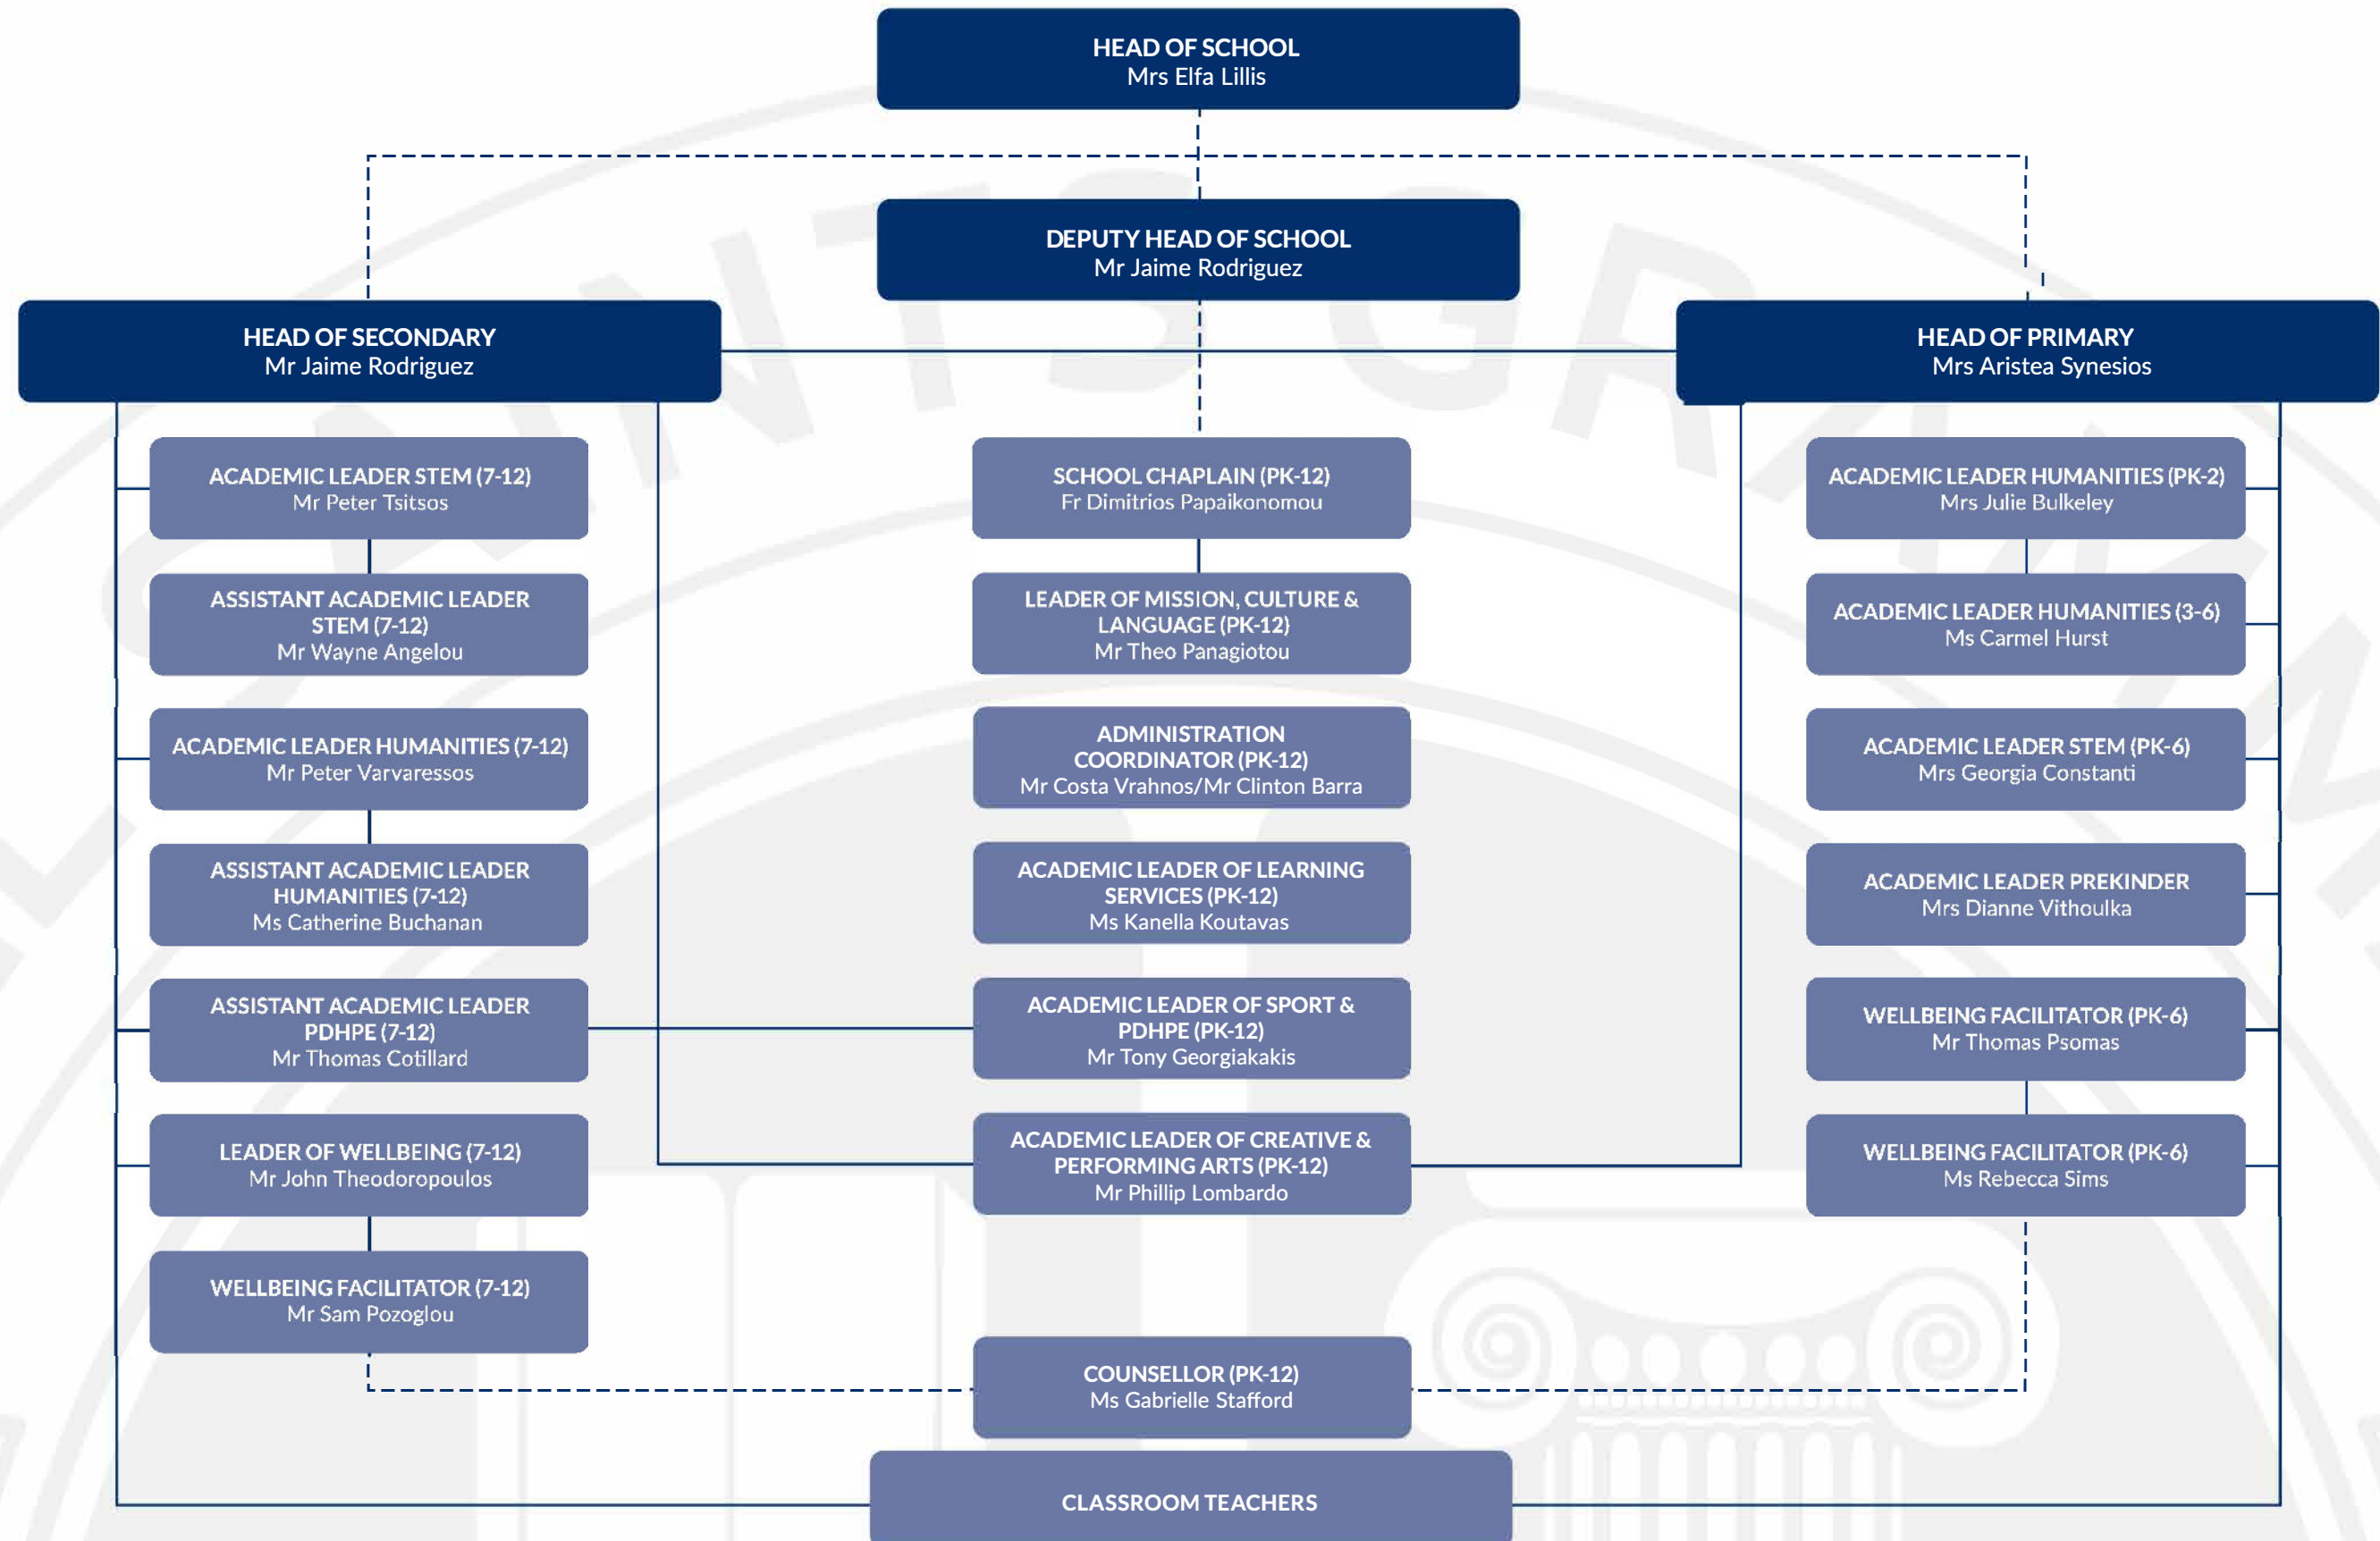 HEAD OF SCHOOL
Mrs Elfa Lillis
DEPUTY HEAD OF SCHOOL
Mr Jaime Rodriguez
HEAD OF SECONDARY
Mr Jaime Rodriguez
HEAD OF PRIMARY
Mrs Aristea Synesios
ACADEMIC LEADER STEM (7-12)
Mr Peter Tsitsos
ASSISTANT ACADEMIC LEADER
STEM (7-12)
Mr Wayne Angelou
ACADEMIC LEADER HUMANITIES (7-12)
Mr Peter Varvaressos
ASSISTANT ACADEMIC LEADER
HUMANITIES (7-12)
Ms Catherine Buchanan
ASSISTANT ACADEMIC LEADER
PDHPE (7-12)
Mr Thomas Cotillard
LEADER OF WELLBEING (7-12)
Mr John Theodoropoulos
WELLBEING FACILITATOR (7-12)
Mr Sam Pozoglou
SCHOOL CHAPLAIN (PK-12)
Fr Dimitrios Papaikonomou
LEADER OF MISSION, CULTURE &
LANGUAGE (PK-12)
Mr Theo Panagiotou
ADMINISTRATION
COORDINATOR (PK-12)
Mr Costa Vrahnos/Mr Clinton Barra
ACADEMIC LEADER OF LEARNING
SERVICES (PK-12)
Ms Kanella Koutavas
ACADEMIC LEADER OF SPORT &
PDHPE (PK-12)
Mr Tony Georgiakakis
ACADEMIC LEADER OF CREATIVE &
PERFORMING ARTS (PK-12)
Mr Phillip Lombardo
COUNSELLOR (PK-12)
Ms Gabrielle Stafford
ACADEMIC LEADER HUMANITIES (PK-2)
Mrs Julie Bulkeley
ACADEMIC LEADER HUMANITIES (3-6)
Ms Carmel Hurst
ACADEMIC LEADER STEM (PK-6)
Mrs Georgia Constanti
ACADEMIC LEADER PREKINDER
Mrs Dianne Vithoulka
WELLBEING FACILITATOR (PK-6)
Mr Thomas Psomas
WELLBEING FACILITATOR (PK-6)
Ms Rebecca Sims
CLASSROOM TEACHERS